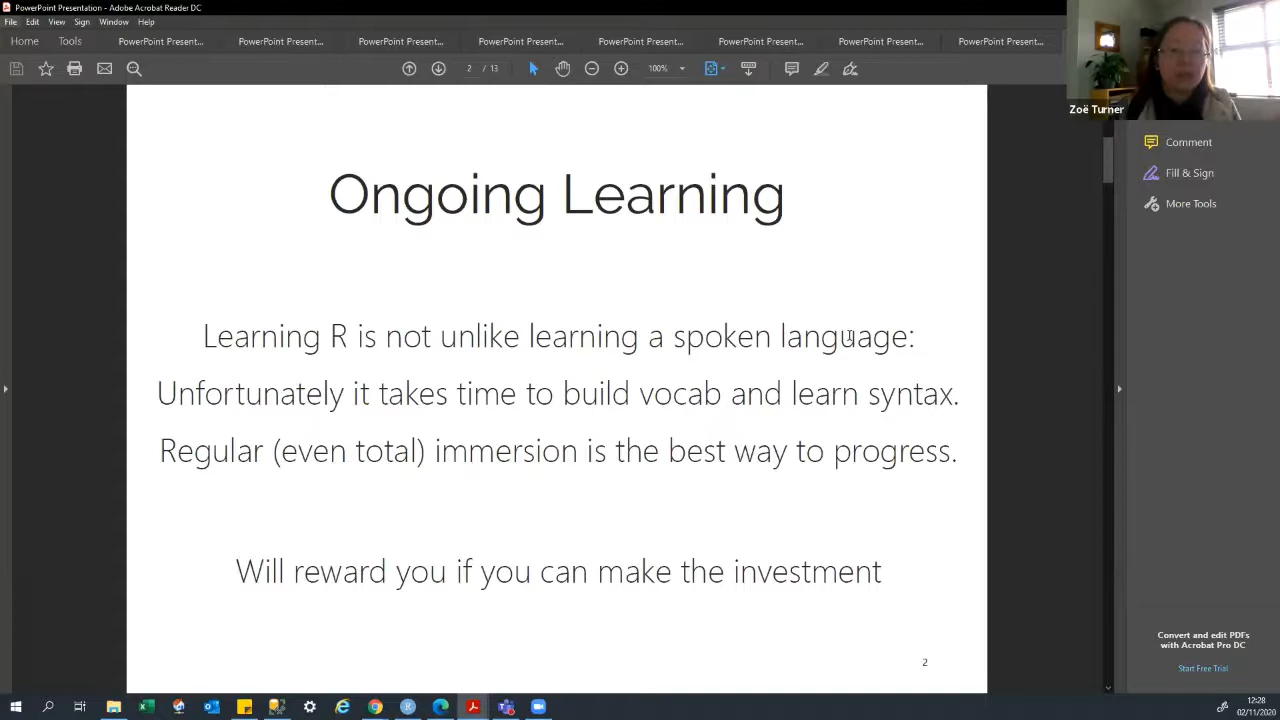 PowerPoint Presentation - Adobe Acrobat Reader DC
File Edit View Sign Window Help
Home Tools PowerPoint Present... PowerPoint Present... PowerPoint Present... PowerPoint Present... PowerPoint Present... PowerPoint Present... PowerPoint Present... PowerPoint Present...
2 / 13 100%
Zoë Turner
Comment
Fill & Sign
More Tools
Ongoing Learning
Learning R is not unlike learning a spoken language:
Unfortunately it takes time to build vocab and learn syntax.
Regular (even total) immersion is the best way to progress.
Will reward you if you can make the investment
2
Convert and edit PDFs
with Acrobat Pro DC
Start Free Trial
12:28
02/11/2020